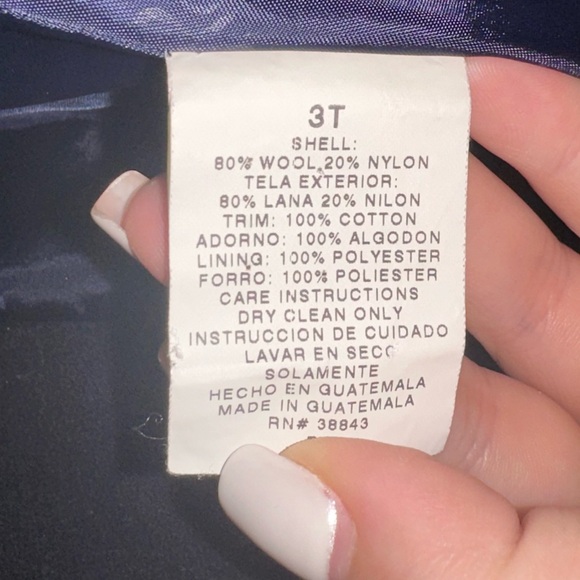 3T
SHELL:
80% WOOL 20% NYLON
TELA EXTERIOR:
80% LANA 20% NILON
TRIM: 100% COTTON
ADORNO: 100% ALGODON
LINING: 100% POLYESTER
FORRO: 100% POLIESTER
CARE INSTRUCTIONS
DRY CLEAN ONLY
INSTRUCCION DE CUIDADO
LAVAR EN SECO
SOLAMENTE
HECHO EN GUATEMALA
MADE IN GUATEMALA
RN# 38843